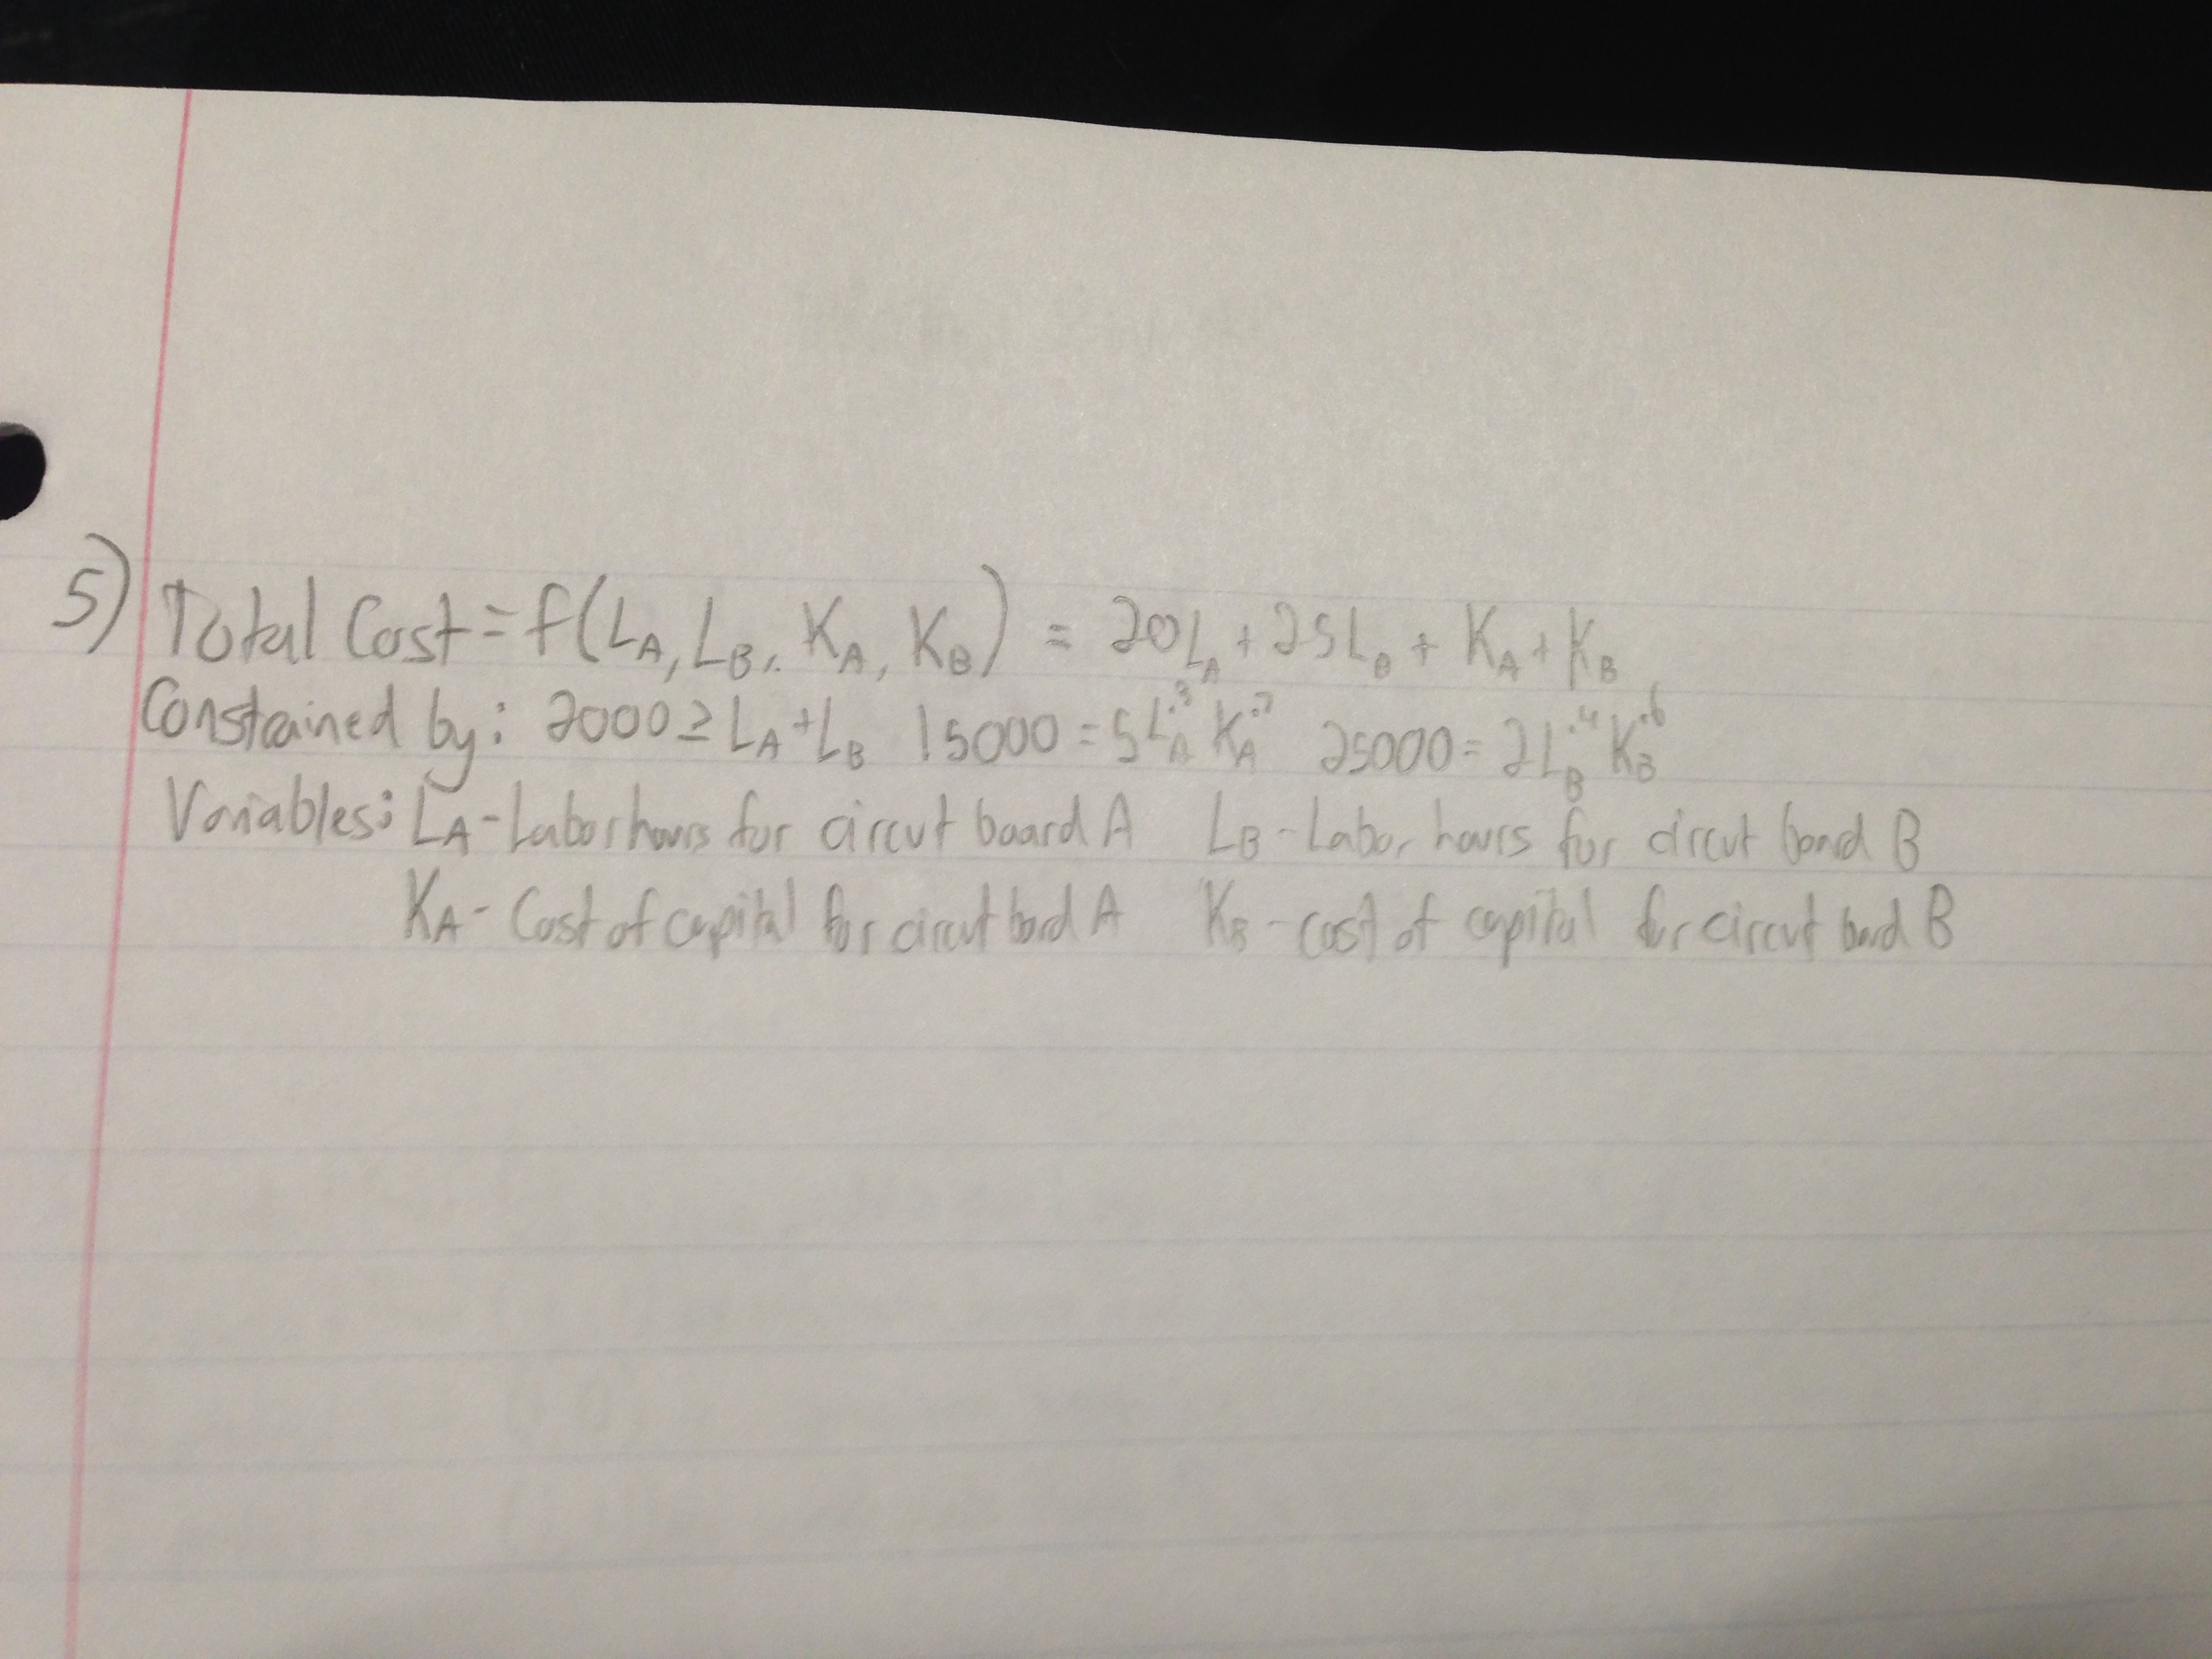 5) Total Cost = f(L_A, L_B, K_A, K_B) = 20L_A + 25L_B + K_A + K_B
Constrained by: 2000 ≥ L_A + L_B 15000 = 5L_A^.3 K_A^.7 25000 = 2L_B^.4 K_B^.6
Variables: L_A - Labor hours for circut board A L_B - Labor hours for circut bord B
K_A - Cost of capital for circut bord A K_B - cost of capital for circut bord B